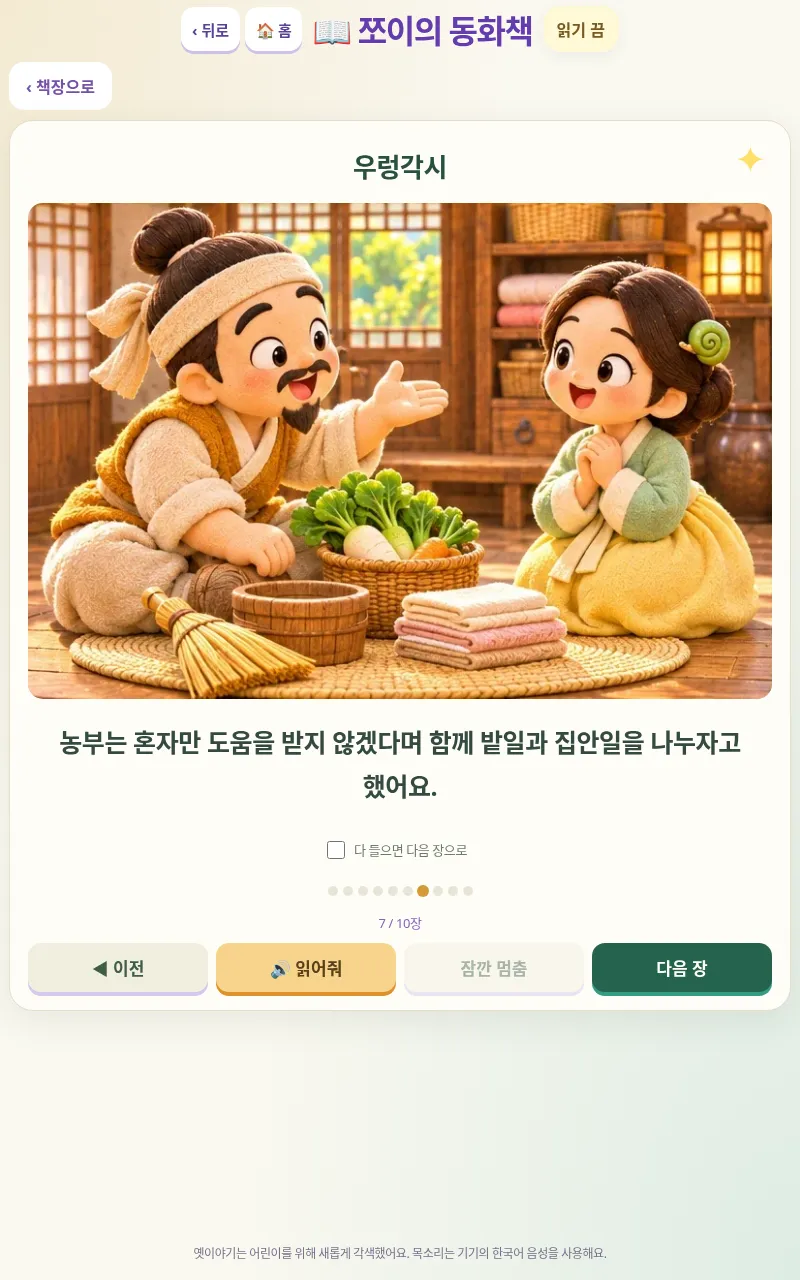 ‹ 뒤로
🏠 홈
📖 쪼이의 동화책
읽기 끔
‹ 책장으로
우렁각시
농부는 혼자만 도움을 받지 않겠다며 함께 밭일과 집안일을 나누자고
했어요.
다 들으면 다음 장으로
7 / 10장
◀ 이전
🔊 읽어줘
잠깐 멈춤
다음 장
옛이야기는 어린이를 위해 새롭게 각색했어요. 목소리는 기기의 한국어 음성을 사용해요.